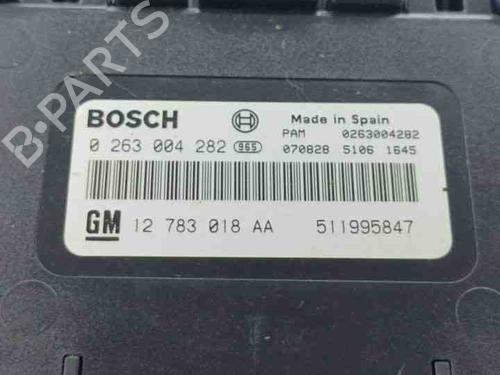 BOSCH
Made in Spain
PAM 0263004282
0 263 004 282 965
070828 5106 1645
GM 12 783 018 AA 511995847
B-PARTS